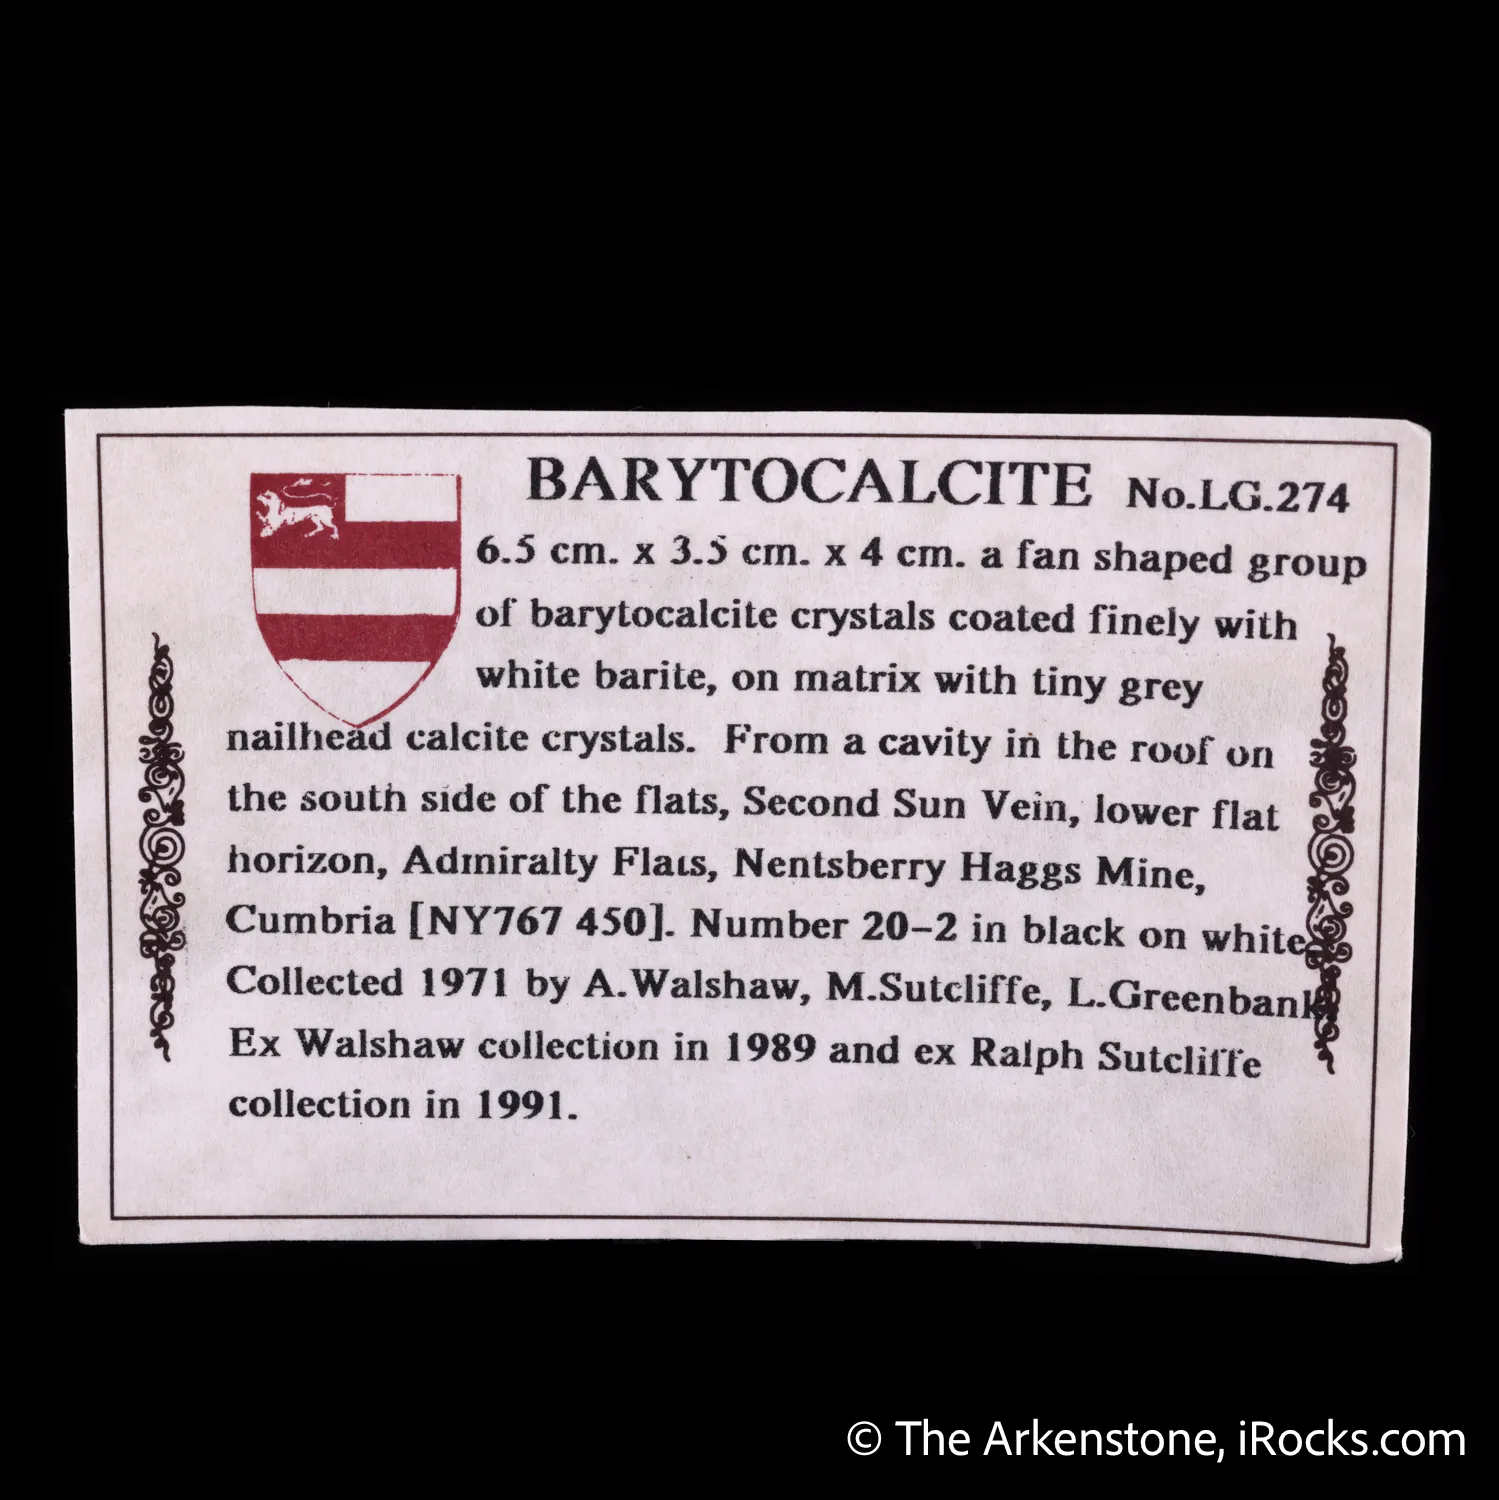 BARYTOCALCITE No.LG.274
6.5 cm. x 3.5 cm. x 4 cm. a fan shaped group
of barytocalcite crystals coated finely with
white barite, on matrix with tiny grey
nailhead calcite crystals. From a cavity in the roof on
the south side of the flats, Second Sun Vein, lower flat
horizon, Admiralty Flats, Nentsberry Haggs Mine,
Cumbria [NY767 450]. Number 20-2 in black on white.
Collected 1971 by A.Walshaw, M.Sutcliffe, L.Greenbank.
Ex Walshaw collection in 1989 and ex Ralph Sutcliffe
collection in 1991.
© The Arkenstone, iRocks.com